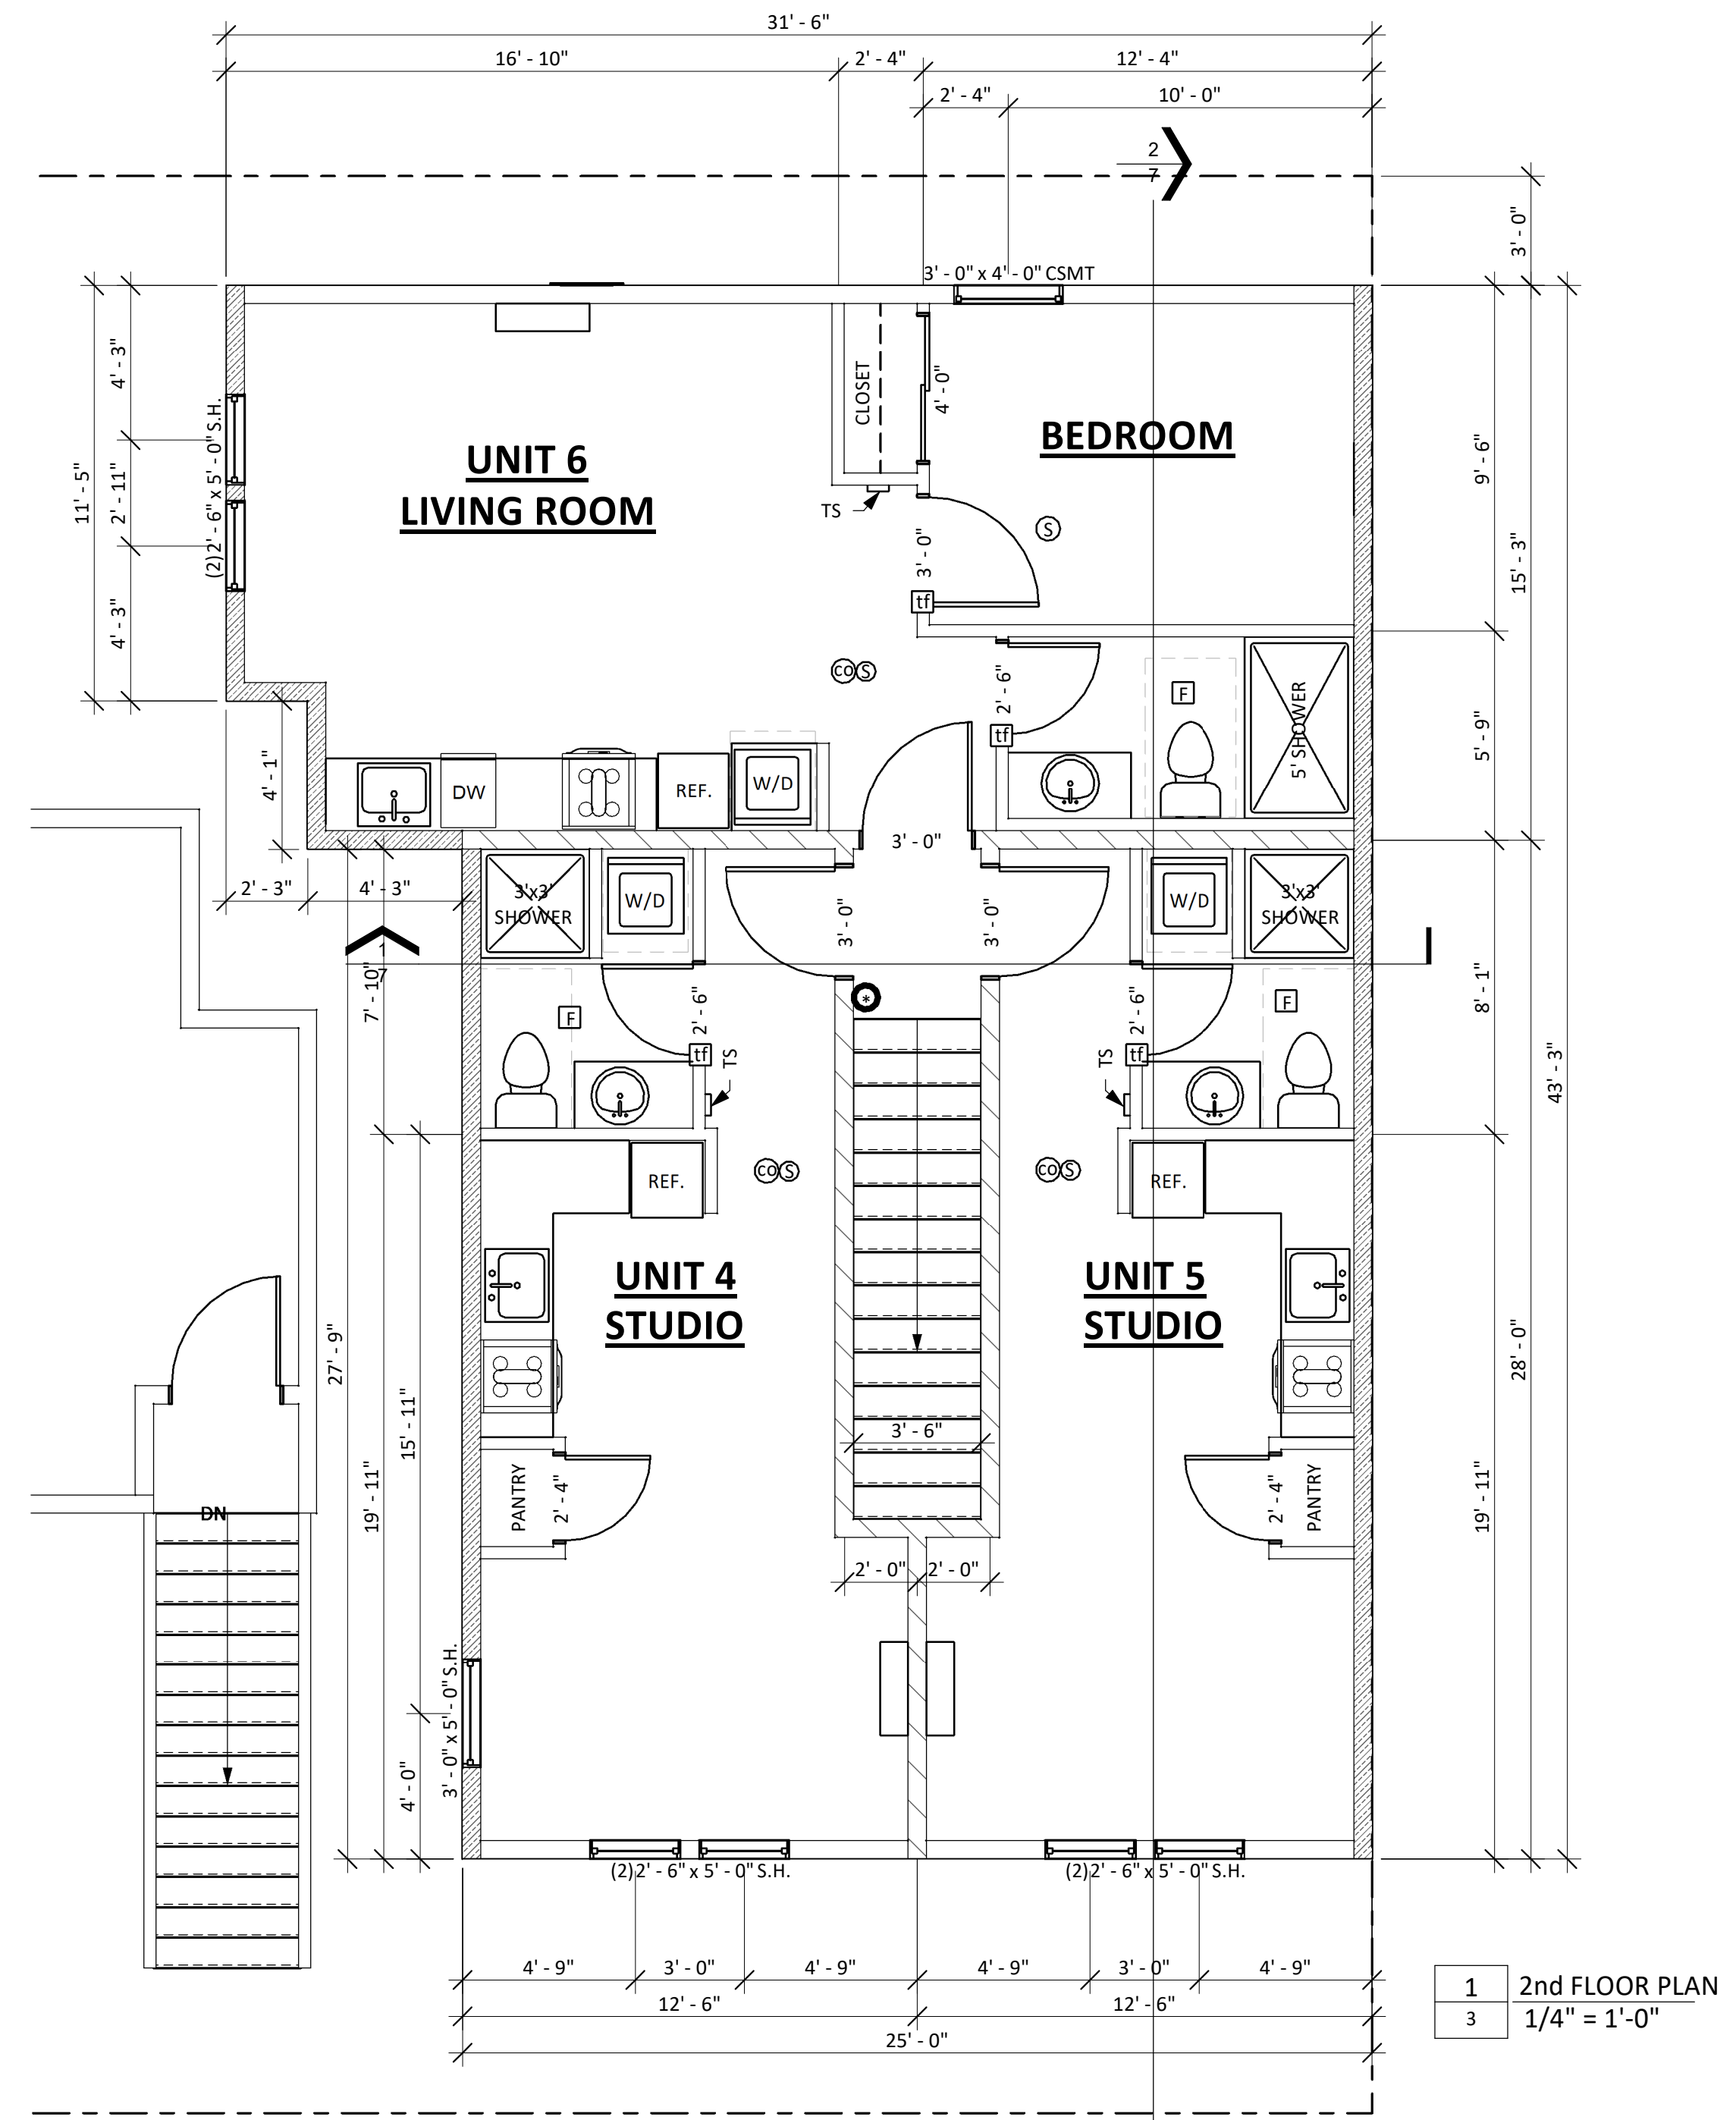 31' - 6"
16' - 10"
2' - 4"
12' - 4"
2' - 4"
10' - 0"
2
7
3' - 0"
3' - 0" x 4' - 0" CSMT
4' - 3"
11' - 5"
2' - 11"
4' - 3"
(2) 2' - 6" x 5' - 0" S.H.
UNIT 6
LIVING ROOM
CLOSET
4' - 0"
BEDROOM
TS
S
3' - 0"
tf
9' - 6"
15' - 3"
CO S
2' - 6"
tf
F
5' SHOWER
5' - 9"
4' - 1"
DW
REF.
W/D
3' - 0"
2' - 3"
4' - 3"
3'x3'
SHOWER
W/D
3' - 0"
3' - 0"
W/D
3'x3'
SHOWER
1
7
7' - 10"
F
2' - 6"
tf
TS
*
2' - 6"
tf
TS
F
8' - 1"
43' - 3"
REF.
CO S
CO S
REF.
UNIT 4
STUDIO
UNIT 5
STUDIO
27' - 9"
28' - 0"
15' - 11"
19' - 11"
3' - 6"
PANTRY
2' - 4"
2' - 4"
PANTRY
19' - 11"
DN
2' - 0"
2' - 0"
3' - 0" x 5' - 0" S.H.
4' - 0"
(2) 2' - 6" x 5' - 0" S.H.
(2) 2' - 6" x 5' - 0" S.H.
4' - 9"
3' - 0"
4' - 9"
4' - 9"
3' - 0"
4' - 9"
12' - 6"
12' - 6"
25' - 0"
1
3
2nd FLOOR PLAN
1/4" = 1'-0"